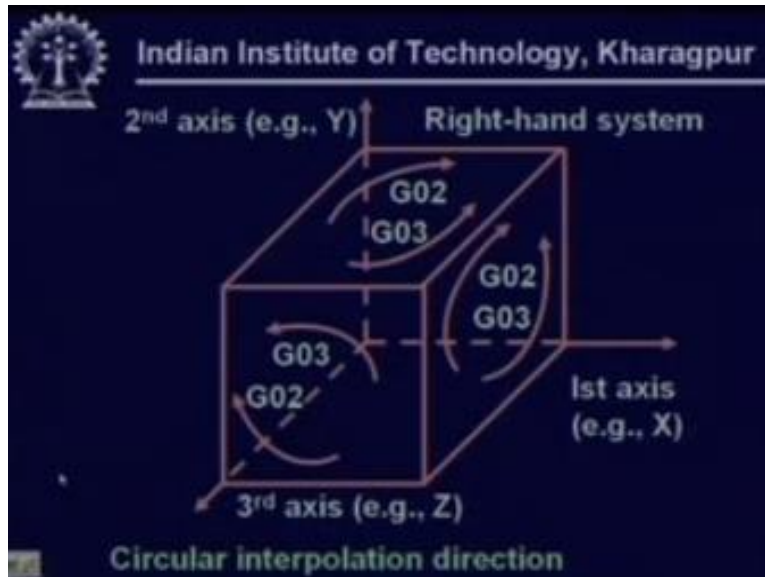 Indian Institute of Technology, Kharagpur
2nd axis (e.g., Y)
Right-hand system
G02
G03
G02
G03
G03
G02
Ist axis
(e.g., X)
3rd axis (e.g., Z)
Circular interpolation direction